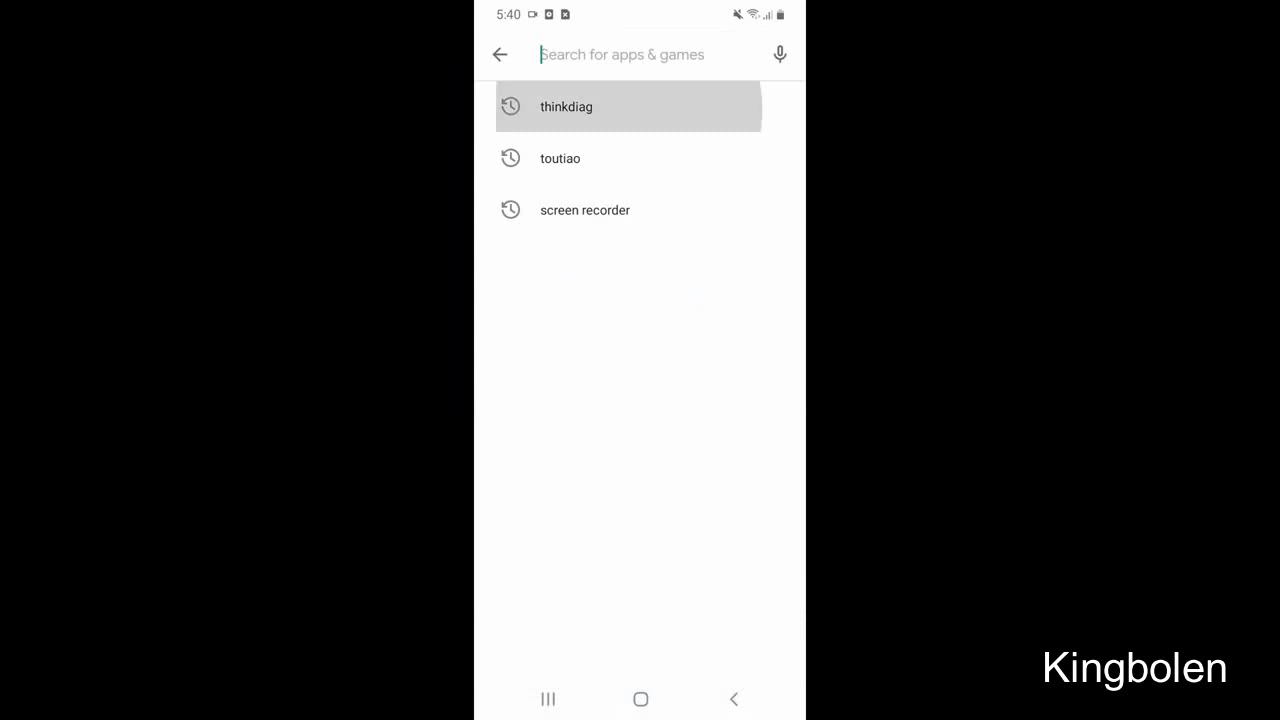 5:40
Search for apps & games
thinkdiag
toutiao
screen recorder
Kingbolen